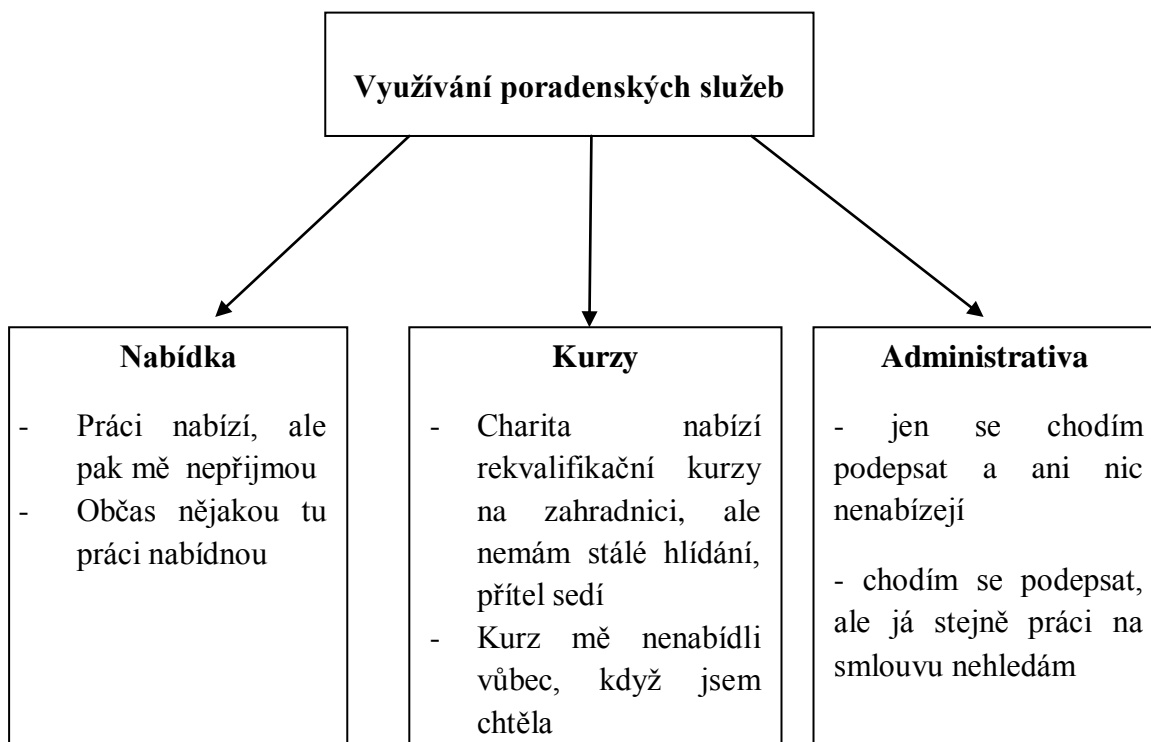 Využívání poradenských služeb
Nabídka
- Práci nabízí, ale
pak mě nepřijmou
- Občas nějakou tu
práci nabídnou
Kurzy
- Charita nabízí
rekvalifikační kurzy
na zahradnici, ale
nemám stálé hlídání,
přítel sedí
- Kurz mě nenabídli
vůbec, když jsem
chtěla
Administrativa
- jen se chodím
podepsat a ani nic
nenabízejí
- chodím se podepsat,
ale já stejně práci na
smlouvu nehledám